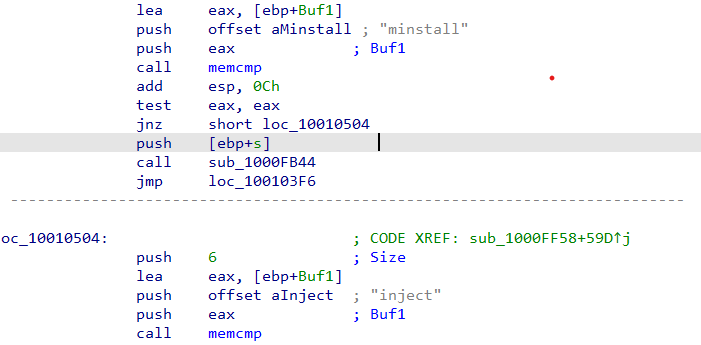 lea eax, [ebp+Buf1]
push offset aMinstall ; "minstall"
push eax ; Buf1
call memcmp
add esp, 0Ch
test eax, eax
jnz short loc_10010504
push [ebp+s]
call sub_1000FB44
jmp loc_100103F6
---------------------------------------------------------------------------
oc_10010504: ; CODE XREF: sub_1000FF58+59D↑j
push 6 ; Size
lea eax, [ebp+Buf1]
push offset aInject ; "inject"
push eax ; Buf1
call memcmp